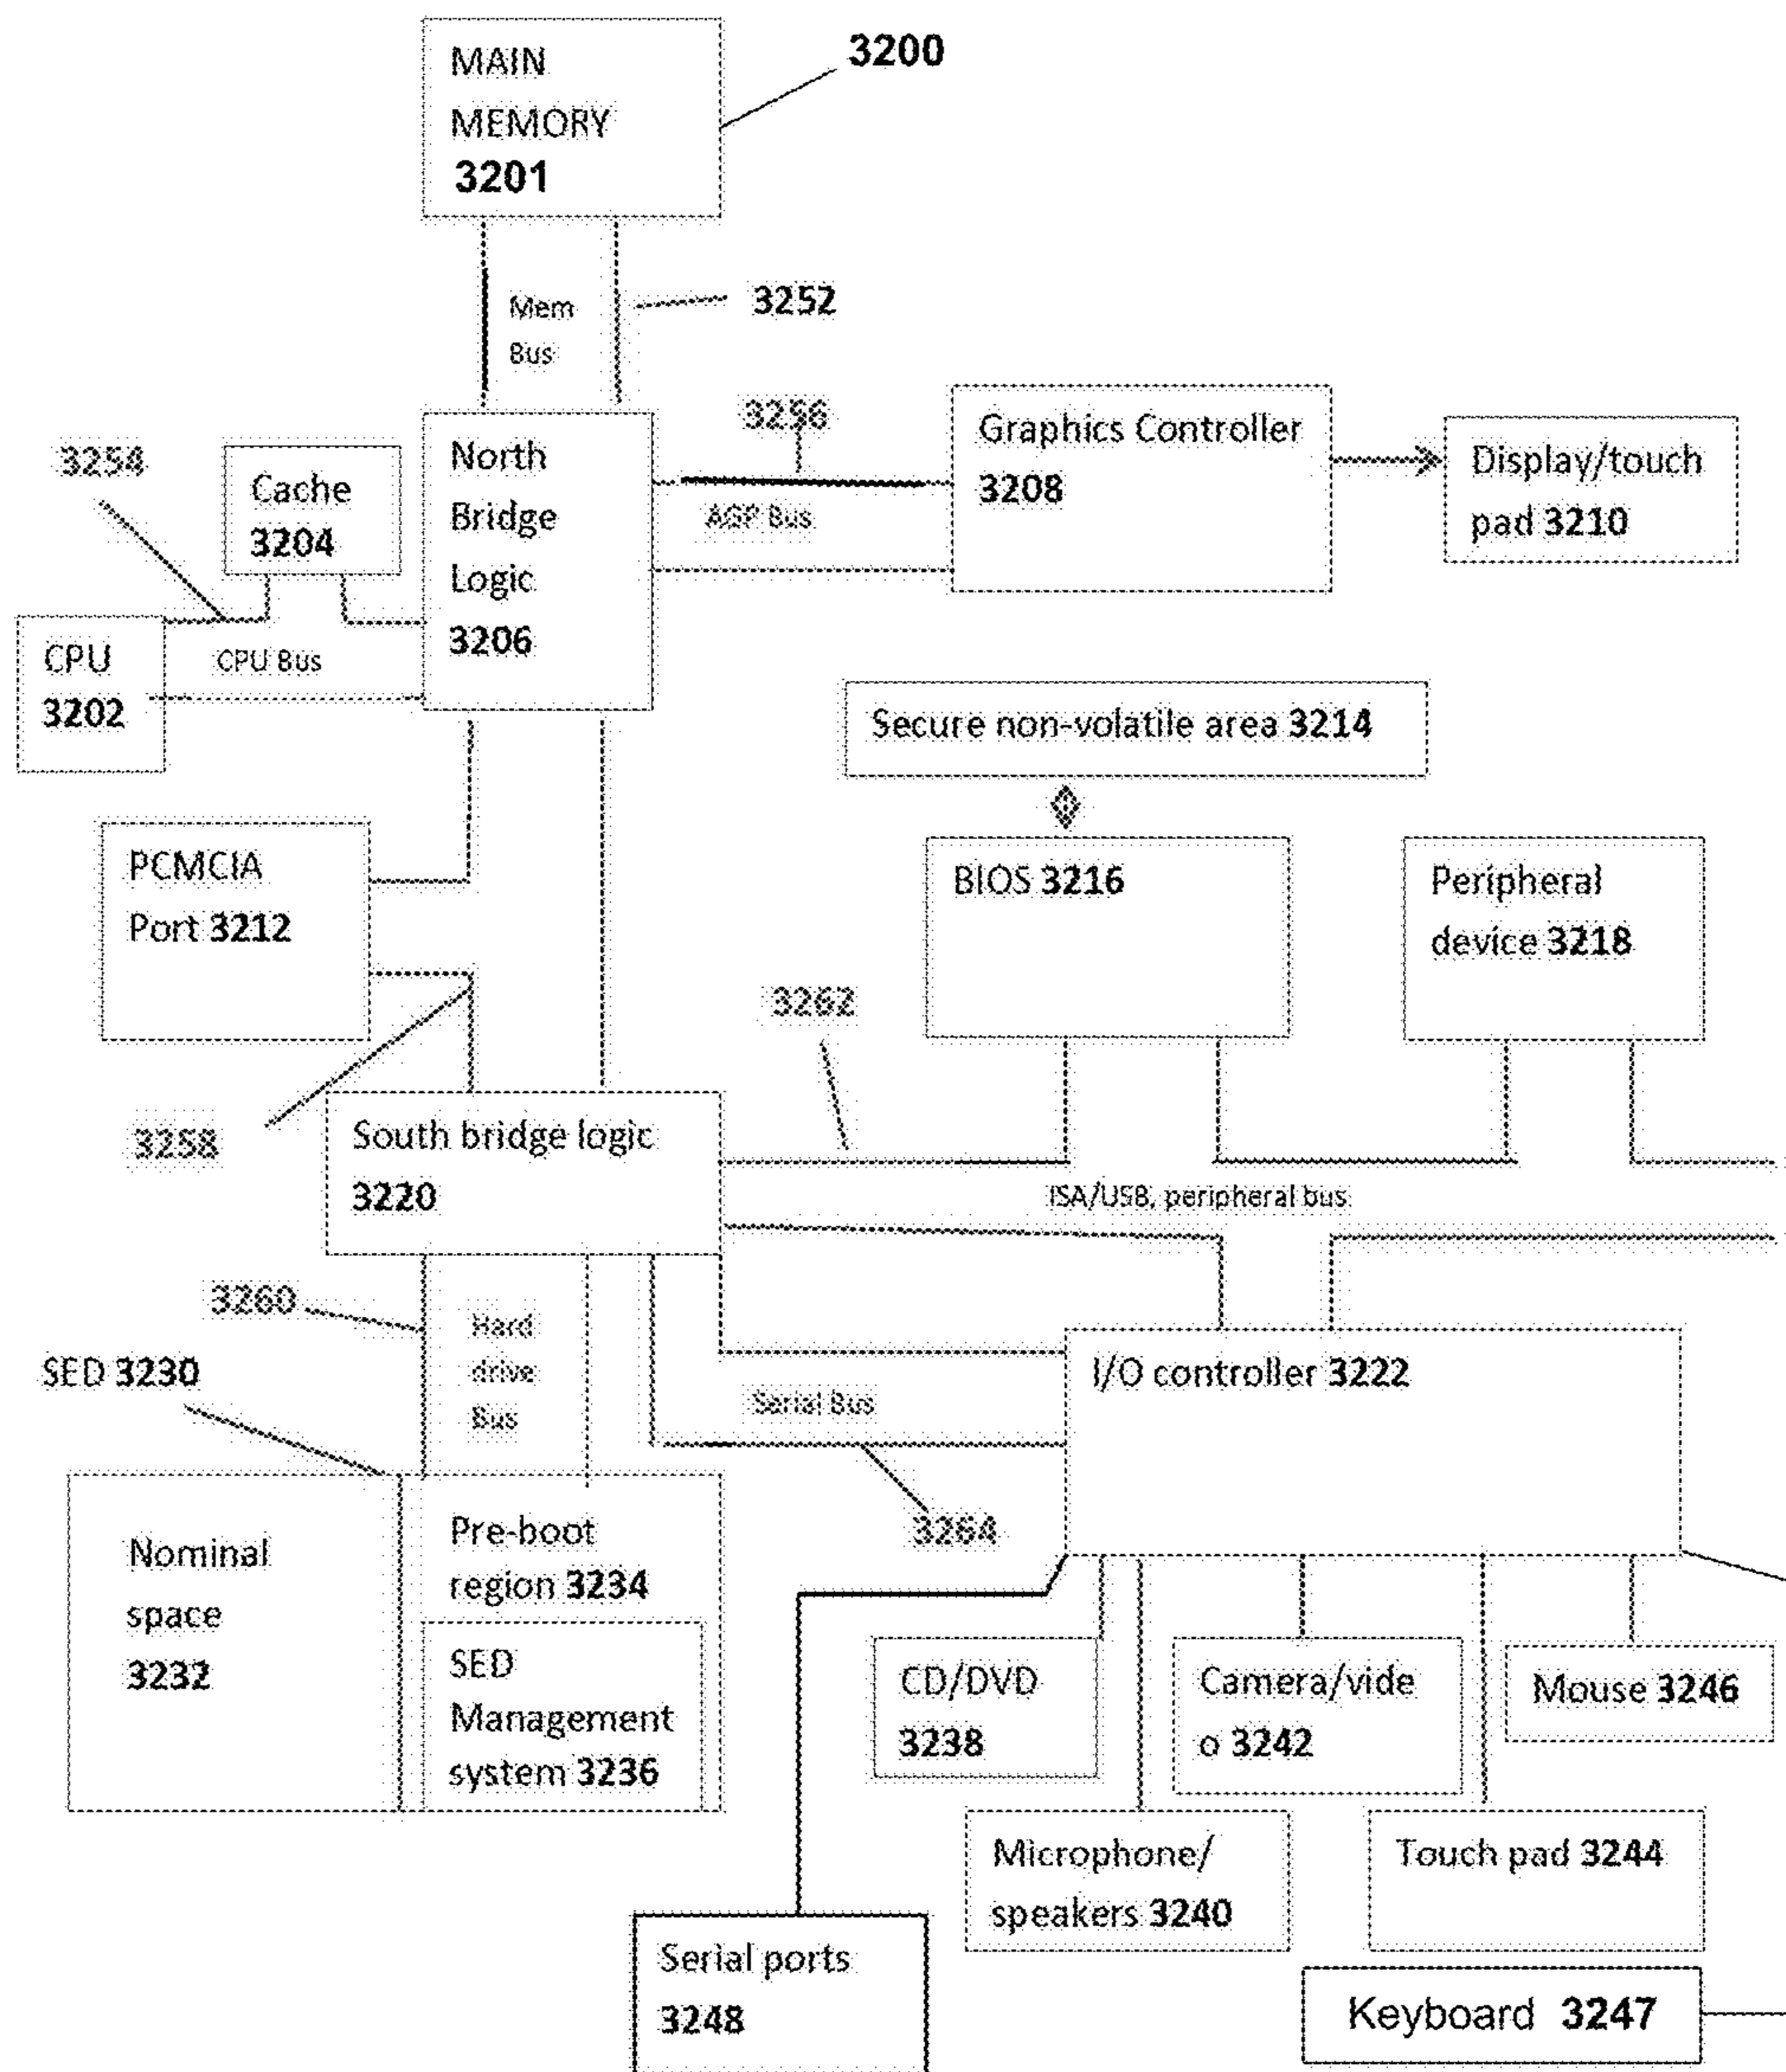 MAIN
MEMORY
3201
3200
Mem
Bus
3252
3254
Cache
3204
North
Bridge
Logic
3206
3256
AGP Bus
Graphics Controller
3208
Display/touch
pad 3210
CPU
3202
CPU Bus
Secure non-volatile area 3214
PCMCIA
Port 3212
BIOS 3216
Peripheral
device 3218
3262
3258
South bridge logic
3220
ISA/USB, peripheral bus
3260
Hard
drive
Bus
SED 3230
Serial Bus
I/O controller 3222
3264
Nominal
space
3232
Pre-boot
region 3234
SED
Management
system 3236
CD/DVD
3238
Camera/vide
o 3242
Mouse 3246
Microphone/
speakers 3240
Touch pad 3244
Serial ports
3248
Keyboard 3247